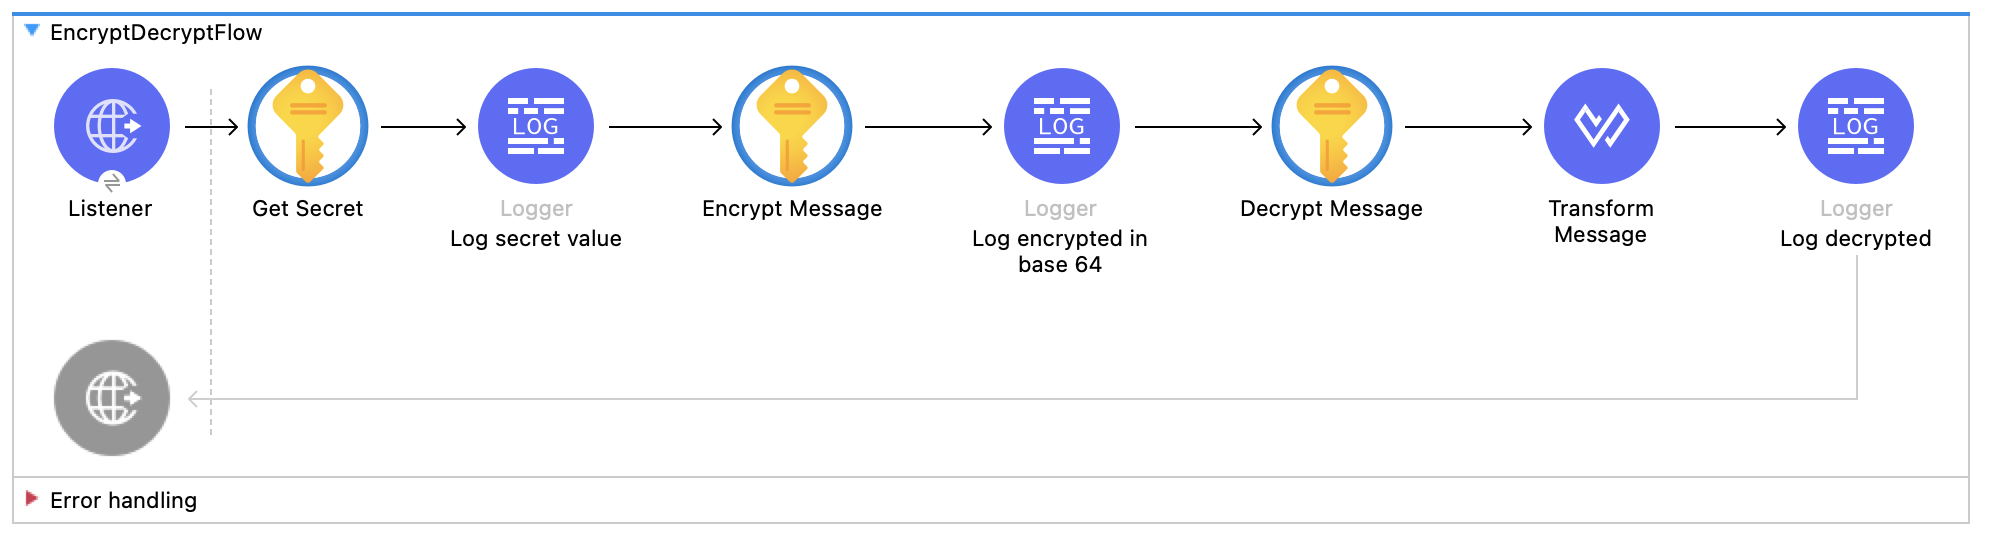 EncryptDecryptFlow
LOG
LOG
LOG
Listener
Get Secret
Logger
Log secret value
Encrypt Message
Logger
Log encrypted in
base 64
Decrypt Message
Transform
Message
Logger
Log decrypted
Error handling